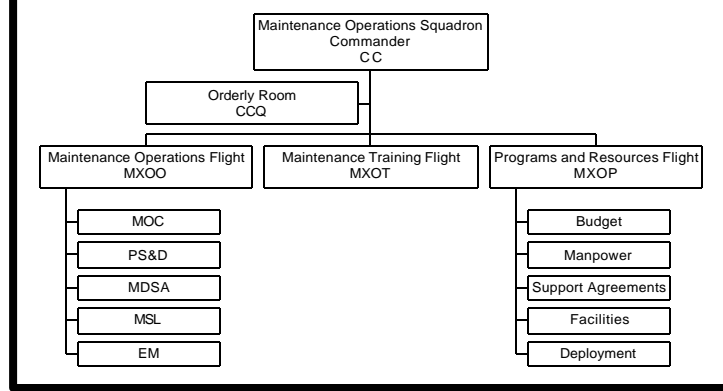 Maintenance Operations Squadron
Commander
CC
Orderly Room
CCQ
Maintenance Operations Flight
MXOO
Maintenance Training Flight
MXOT
Programs and Resources Flight
MXOP
MOC
PS&D
MDSA
MSL
EM
Budget
Manpower
Support Agreements
Facilities
Deployment